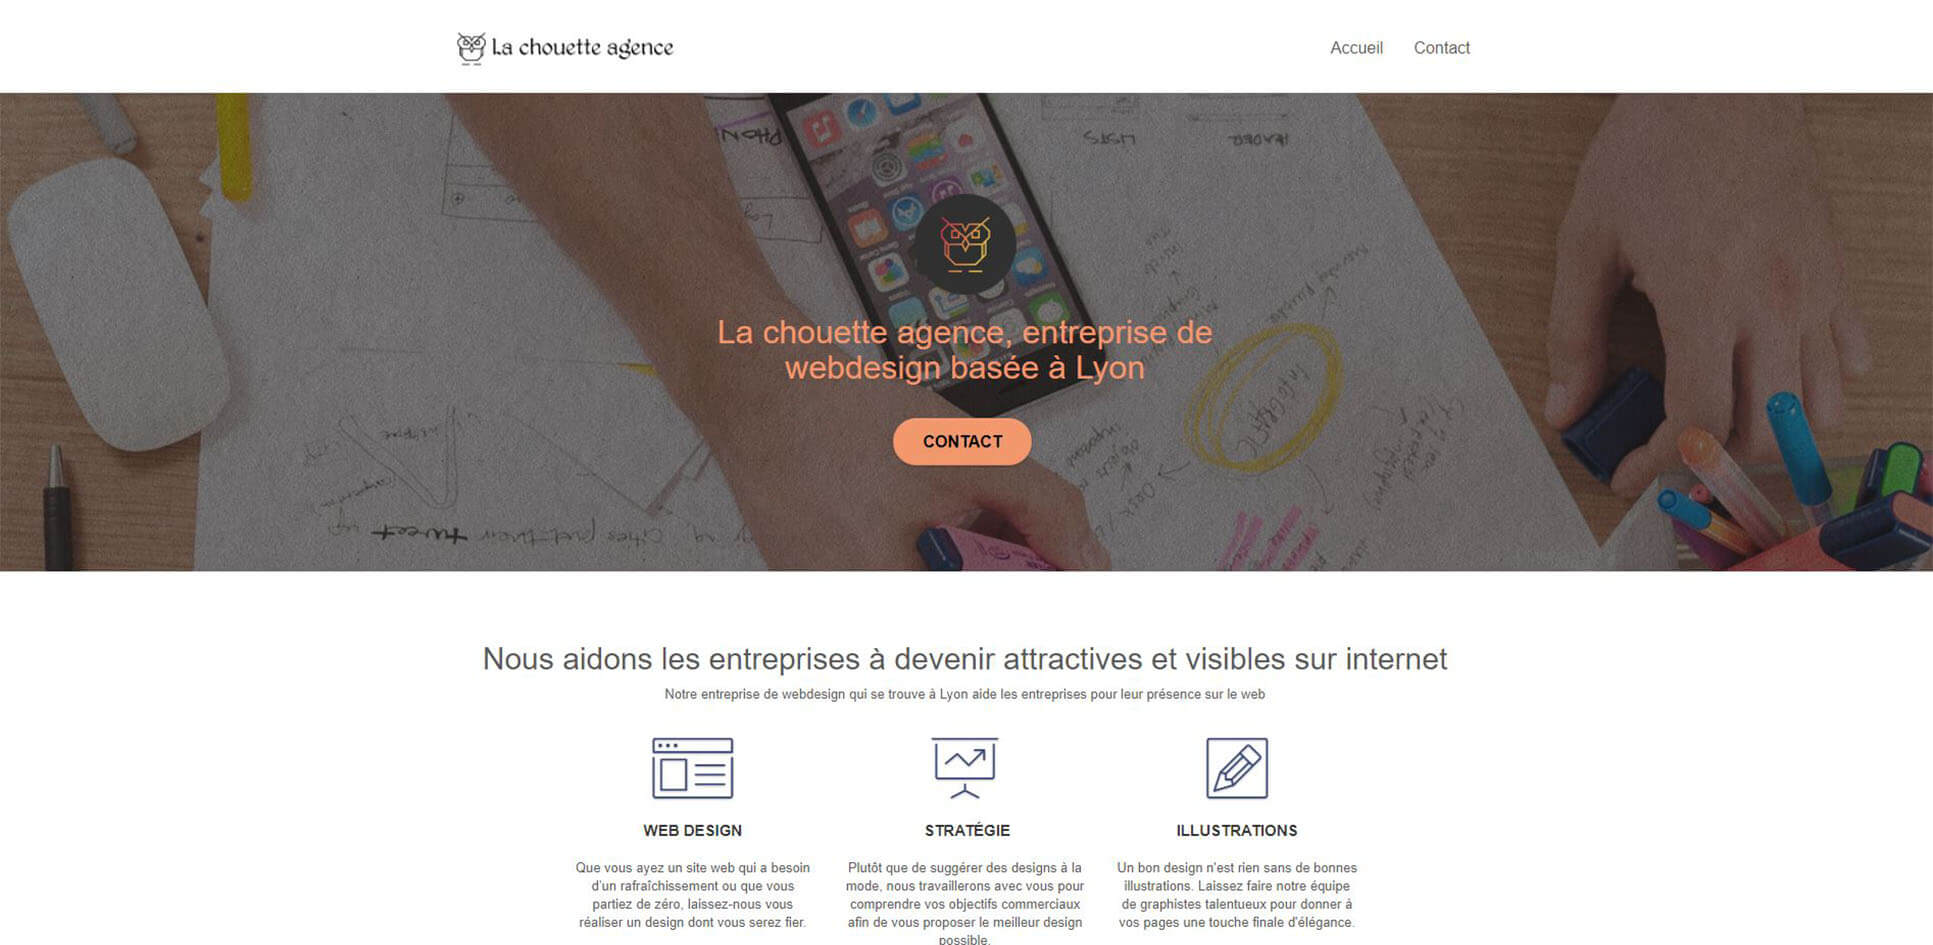 La chouette agence
Accueil Contact
PHON
LISTS
HEADER
La chouette agence, entreprise de
webdesign basée à Lyon
INFOGRAPHIC
CONTACT
tweet
Nous aidons les entreprises à devenir attractives et visibles sur internet
Notre entreprise de webdesign qui se trouve à Lyon aide les entreprises pour leur présence sur le web
WEB DESIGN
Que vous ayez un site web qui a besoin
d'un rafraîchissement ou que vous
partiez de zéro, laissez-nous vous
réaliser un design dont vous serez fier.
STRATÉGIE
Plutôt que de suggérer des designs à la
mode, nous travaillerons avec vous pour
comprendre vos objectifs commerciaux
afin de vous proposer le meilleur design
possible.
ILLUSTRATIONS
Un bon design n'est rien sans de bonnes
illustrations. Laissez faire notre équipe
de graphistes talentueux pour donner à
vos pages une touche finale d'élégance.